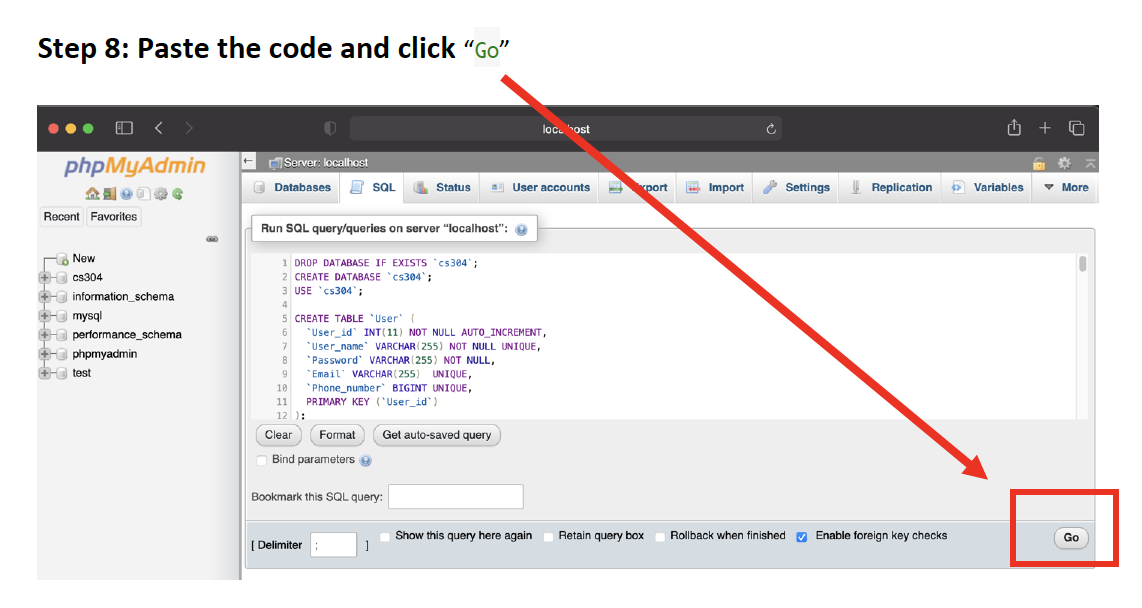 Step 8: Paste the code and click “Go”
localhost
phpMyAdmin
Server: localhost
Databases SQL Status User accounts Export Import Settings Replication Variables More
Recent Favorites
New
cs304
information_schema
mysql
performance_schema
phpmyadmin
test
Run SQL query/queries on server “localhost”:
1 DROP DATABASE IF EXISTS `cs304`;
2 CREATE DATABASE `cs304`;
3 USE `cs304`;
4
5 CREATE TABLE `User` (
6 `User_id` INT(11) NOT NULL AUTO_INCREMENT,
7 `User_name` VARCHAR(255) NOT NULL UNIQUE,
8 `Password` VARCHAR(255) NOT NULL,
9 `Email` VARCHAR(255) UNIQUE,
10 `Phone_number` BIGINT UNIQUE,
11 PRIMARY KEY (`User_id`)
12 );
Clear Format Get auto-saved query
Bind parameters
Bookmark this SQL query:
[ Delimiter ; ] Show this query here again Retain query box Rollback when finished Enable foreign key checks Go